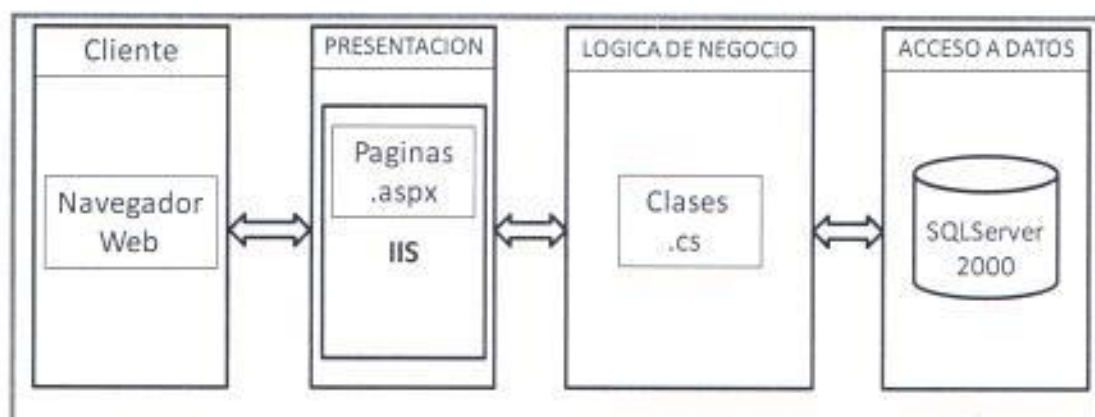 Cliente
Navegador
Web
PRESENTACION
Paginas
.aspx
IIS
LOGICA DE NEGOCIO
Clases
.cs
ACCESO A DATOS
SQLServer
2000